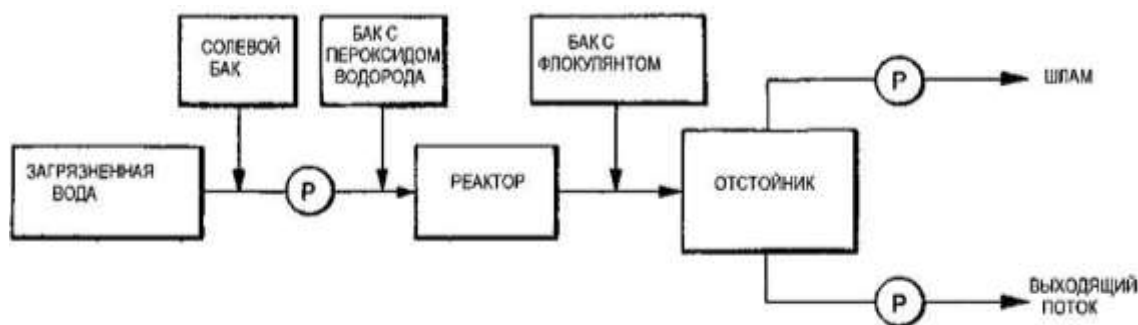 СОЛЕВОЙ
БАК
БАК С
ПЕРОКСИДОМ
ВОДОРОДА
БАК С
ФЛОКУЛЯНТОМ
P
ШЛАМ
ЗАГРЯЗНЕННАЯ
ВОДА
P
РЕАКТОР
ОТСТОЙНИК
P
ВЫХОДЯЩИЙ
ПОТОК